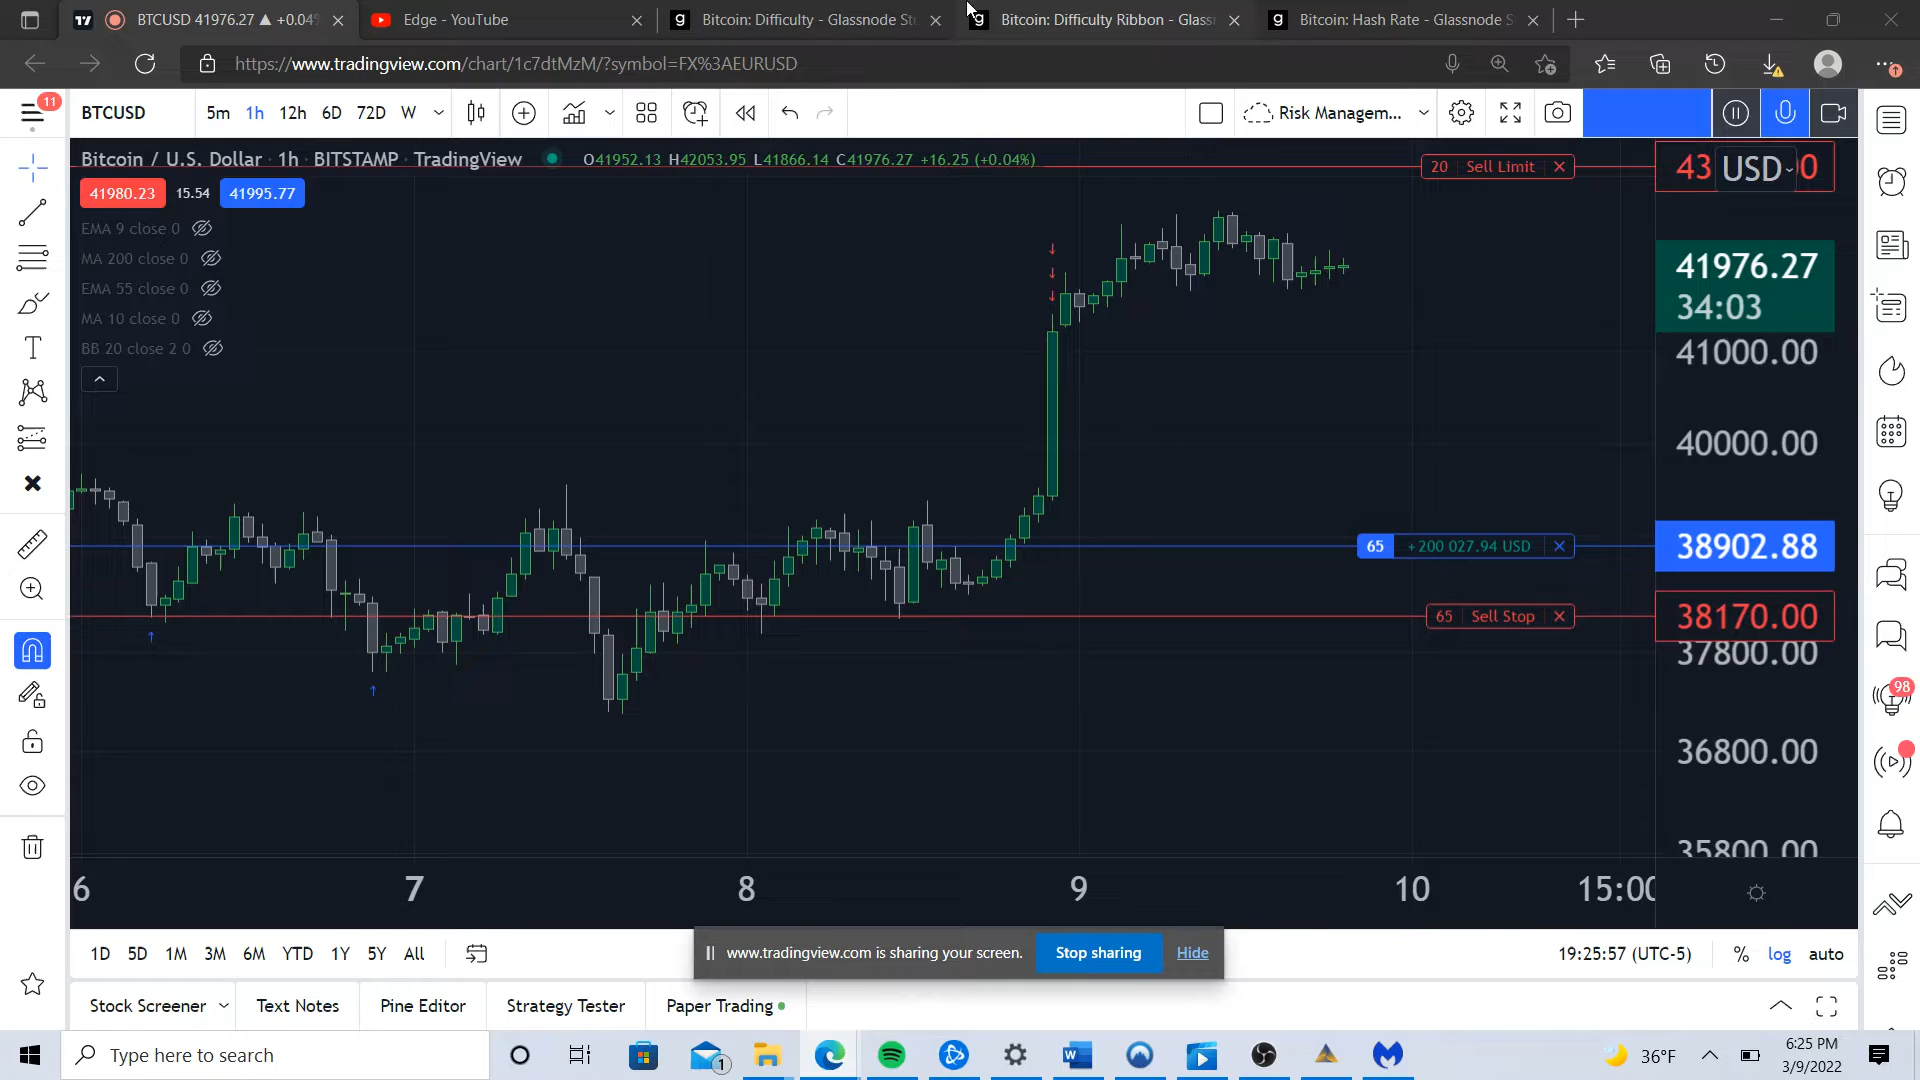 BTCUSD 41976.27 ▲ +0.04
Edge - YouTube
Bitcoin: Difficulty - Glassnode St
Bitcoin: Difficulty Ribbon - Glass
Bitcoin: Hash Rate - Glassnode S
https://www.tradingview.com/chart/1c7dtMzM/?symbol=FX%3AEURUSD
11
BTCUSD 5m 1h 12h 6D 72D W
Risk Managem...
Bitcoin / U.S. Dollar · 1h · BITSTAMP · TradingView
O41952.13 H42053.95 L41866.14 C41976.27 +16.25 (+0.04%)
20 Sell Limit
43 USD 0
41980.23 15.54 41995.77
EMA 9 close 0
MA 200 close 0
EMA 55 close 0
MA 10 close 0
BB 20 close 2 0
41976.27
34:03
41000.00
40000.00
65 +200 027.94 USD
38902.88
65 Sell Stop
38170.00
37800.00
36800.00
35800.00
98
6 7 8 9 10 15:00
1D 5D 1M 3M 6M YTD 1Y 5Y All
www.tradingview.com is sharing your screen. Stop sharing Hide
19:25:57 (UTC-5) % log auto
Stock Screener Text Notes Pine Editor Strategy Tester Paper Trading
Type here to search
1
36°F
6:25 PM
3/9/2022